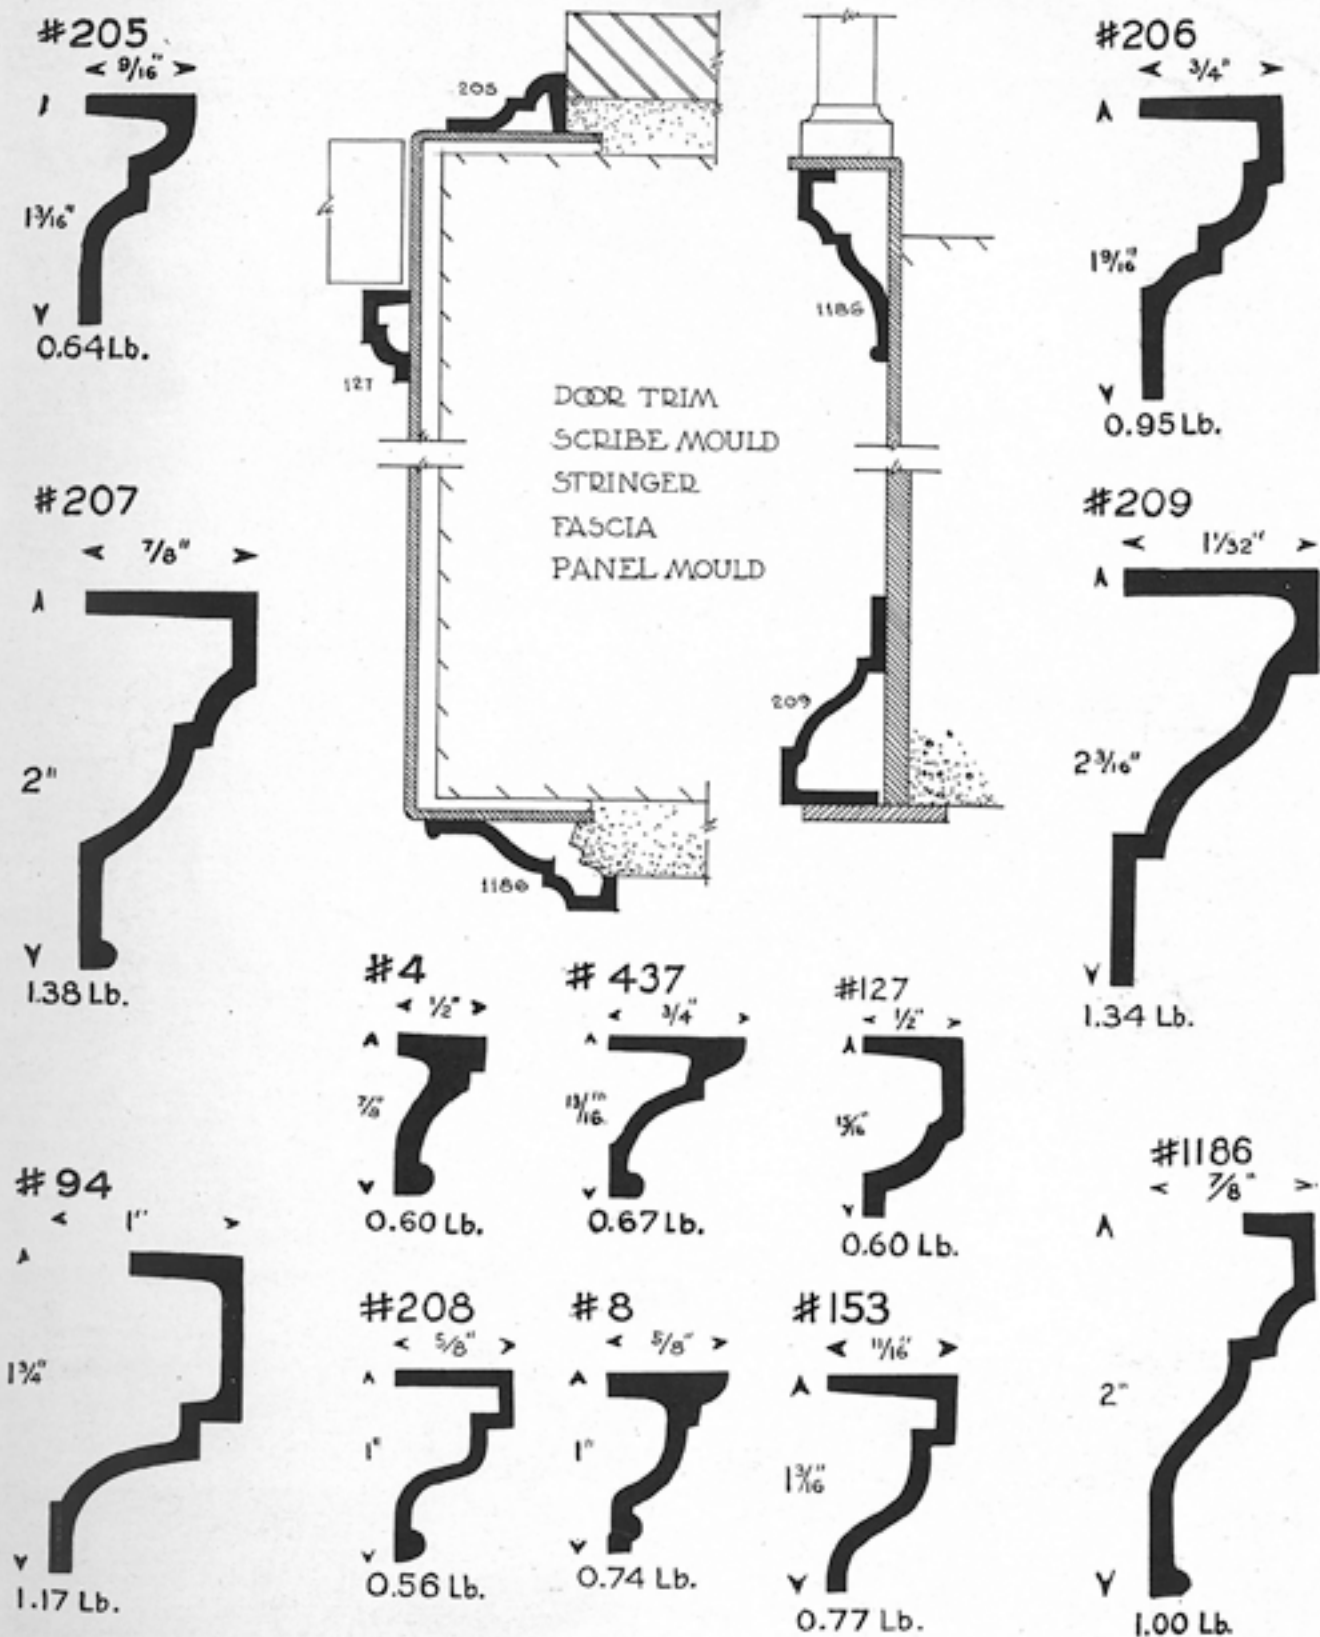 #205
9/16"
1 3/16"
0.64 Lb.
205
127
1186
DOOR TRIM
SCRIBE MOULD
STRINGER
FASCIA
PANEL MOULD
1186
209
#206
3/4"
1 9/16"
0.95 Lb.
#207
7/8"
2"
1.38 Lb.
#209
1 1/32"
2 3/16"
1.34 Lb.
#4
1/2"
7/8"
0.60 Lb.
#437
3/4"
13/16"
0.67 Lb.
#127
1/2"
15/16"
0.60 Lb.
#94
1"
1 3/4"
1.17 Lb.
#208
5/8"
1"
0.56 Lb.
#8
5/8"
1"
0.74 Lb.
#153
11/16"
1 3/16"
0.77 Lb.
#1186
7/8"
2"
1.00 Lb.